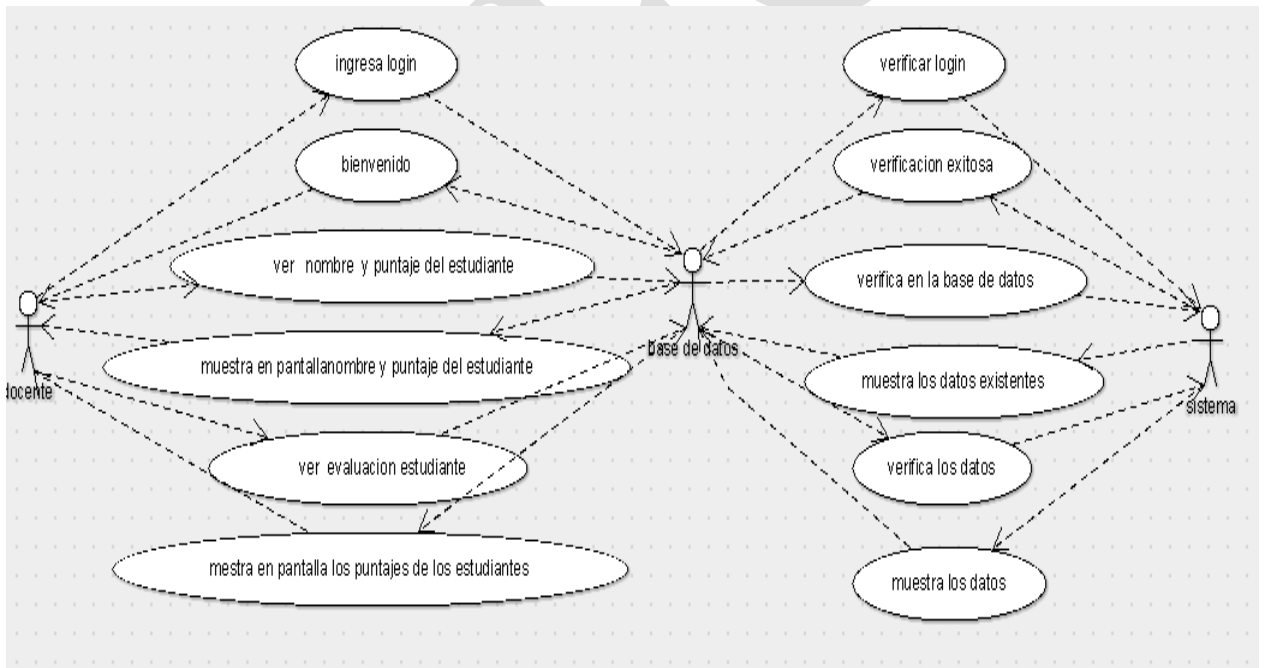 ingresa login
verificar login
bienvenido
verificacion exitosa
ver nombre y puntaje del estudiante
verifica en la base de datos
base de datos
muestra en pantallanombre y puntaje del estudiante
muestra los datos existentes
docente
sistema
ver evaluacion estudiante
verifica los datos
mestra en pantalla los puntajes de los estudiantes
muestra los datos